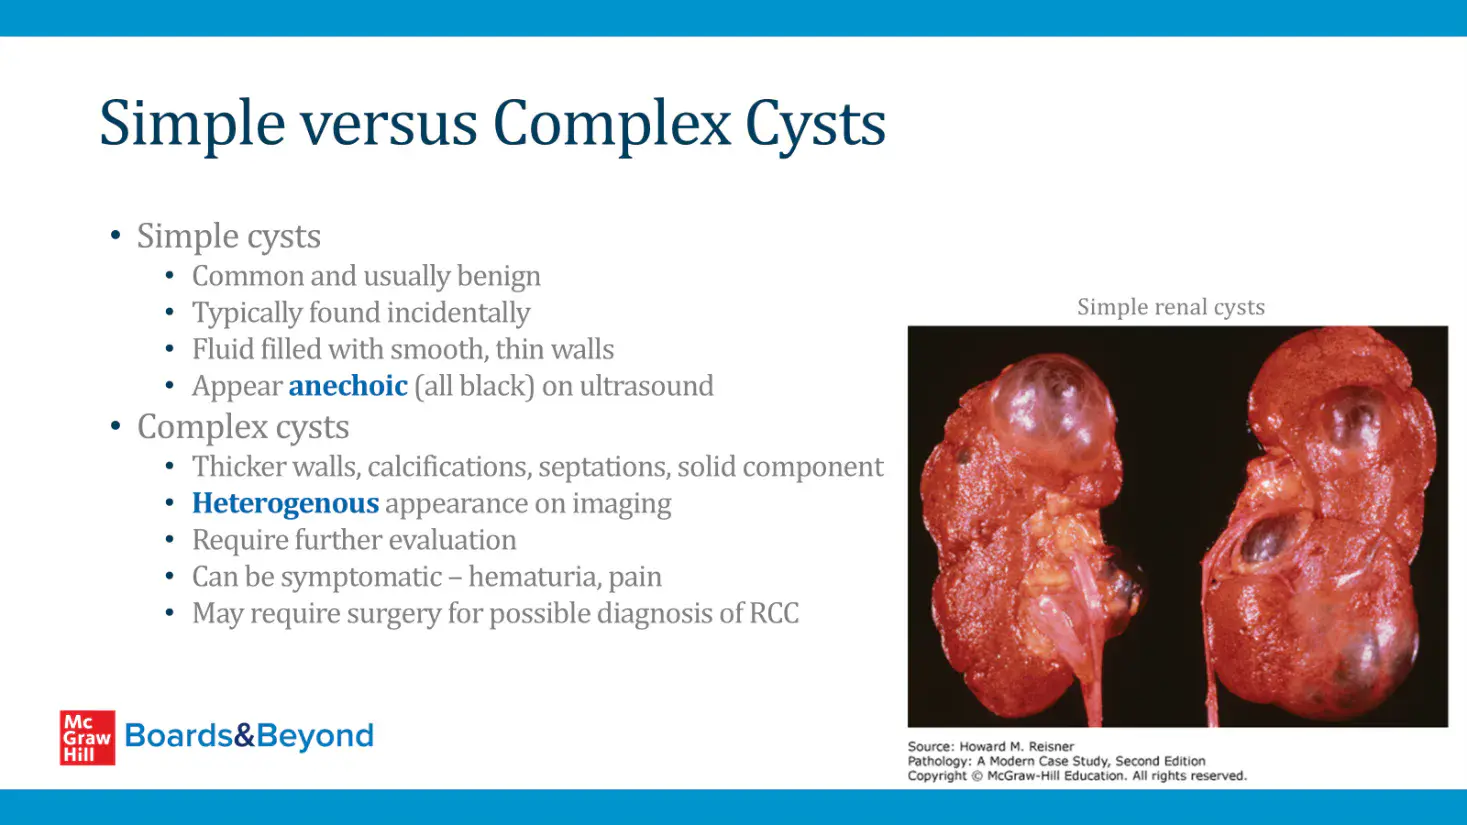 Simple versus Complex Cysts
• Simple cysts
• Common and usually benign
• Typically found incidentally
• Fluid filled with smooth, thin walls
• Appear anechoic (all black) on ultrasound
• Complex cysts
• Thicker walls, calcifications, septations, solid component
• Heterogenous appearance on imaging
• Require further evaluation
• Can be symptomatic – hematuria, pain
• May require surgery for possible diagnosis of RCC
Simple renal cysts
Source: Howard M. Reisner
Pathology: A Modern Case Study, Second Edition
Copyright © McGraw-Hill Education. All rights reserved.
Mc
Graw
Hill
Boards&Beyond